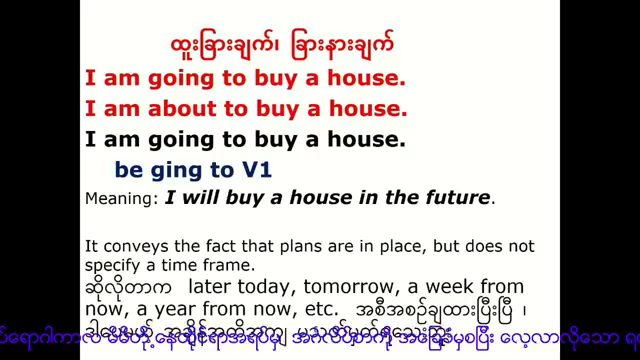 ထူးခြားချက်၊ ခြားနားချက်
I am going to buy a house.
I am about to buy a house.
I am going to buy a house.
be ging to V1
Meaning: I will buy a house in the future.
It conveys the fact that plans are in place, but does not
specify a time frame.
ဆိုလိုတာက later today, tomorrow, a week from
now, a year from now, etc. အစီအစဉ်ချထားပြီးပြီ ၊